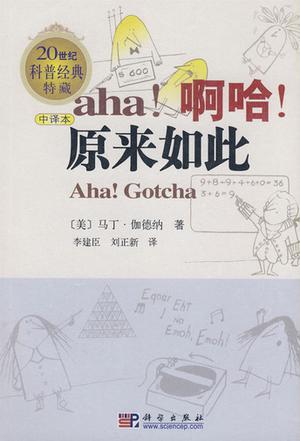 20世纪
科普经典
特藏
$ 600
aha! 啊哈!
中译本
原来如此
Aha! Gotcha
9+8+9+4+6+0=36
3+6=9
〔美〕马丁·伽德纳 著
李建臣 刘正新 译
Egnar EhT
No
Emoh, Emoh!
科学出版社
www.sciencep.com